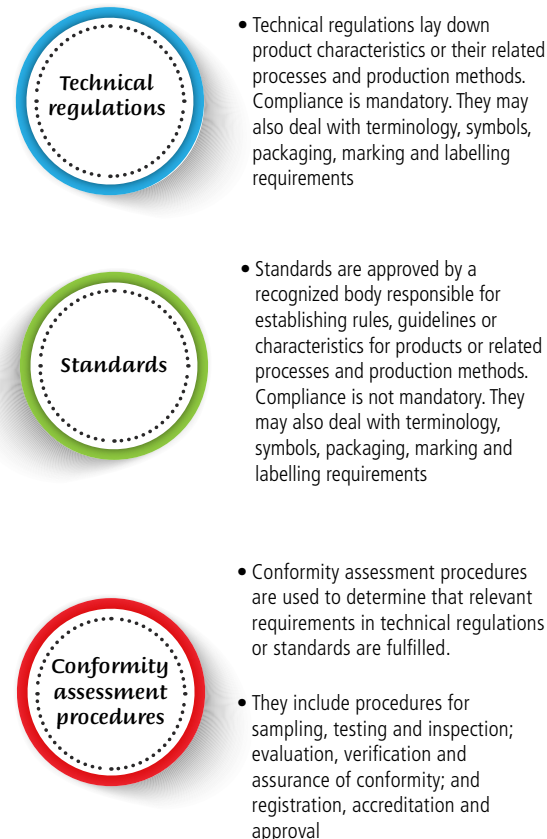 Technical
regulations
• Technical regulations lay down
product characteristics or their related
processes and production methods.
Compliance is mandatory. They may
also deal with terminology, symbols,
packaging, marking and labelling
requirements
Standards
• Standards are approved by a
recognized body responsible for
establishing rules, guidelines or
characteristics for products or related
processes and production methods.
Compliance is not mandatory. They
may also deal with terminology,
symbols, packaging, marking and
labelling requirements
Conformity
assessment
procedures
• Conformity assessment procedures
are used to determine that relevant
requirements in technical regulations
or standards are fulfilled.
• They include procedures for
sampling, testing and inspection;
evaluation, verification and
assurance of conformity; and
registration, accreditation and
approval